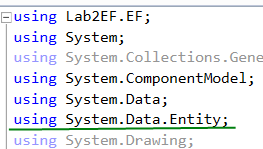 using Lab2EF.EF;
using System;
using System.Collections.Gene
using System.ComponentModel;
using System.Data;
using System.Data.Entity;
using System.Drawing;